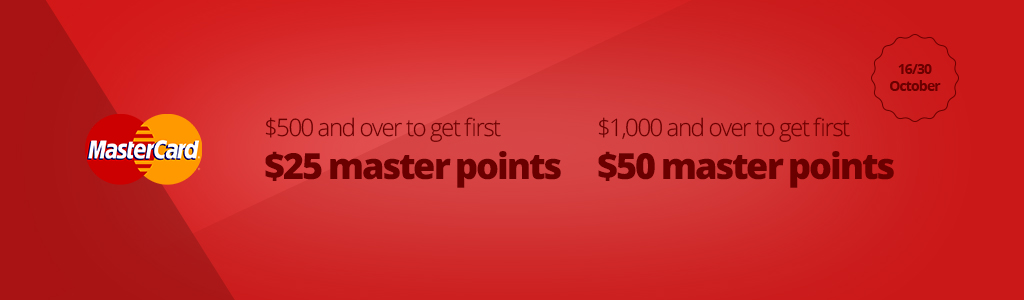 16/30
October
MasterCard
$500 and over to get first
$25 master points
$1,000 and over to get first
$50 master points